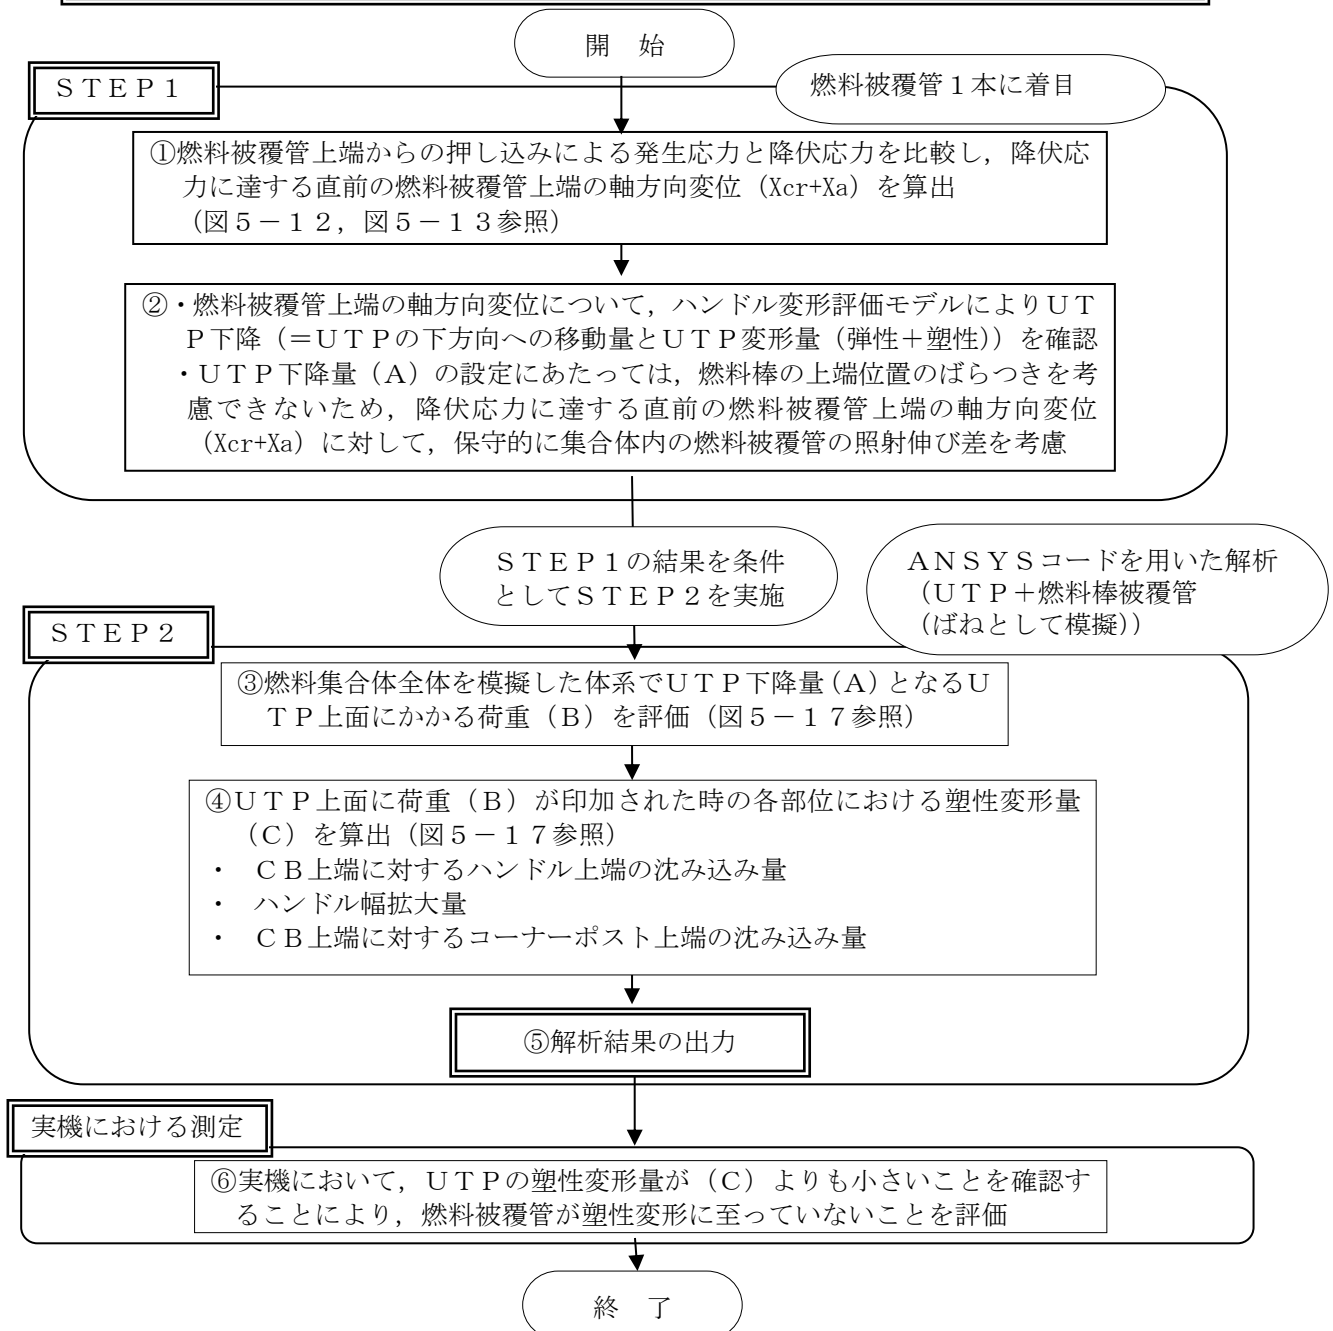 開　始
ＳＴＥＰ１
燃料被覆管１本に着目
①燃料被覆管上端からの押し込みによる発生応力と降伏応力を比較し，降伏応
力に達する直前の燃料被覆管上端の軸方向変位（Xcr+Xa）を算出
（図５－１２，図５－１３参照）
②・燃料被覆管上端の軸方向変位について，ハンドル変形評価モデルによりＵＴ
Ｐ下降（＝ＵＴＰの下方向への移動量とＵＴＰ変形量（弾性＋塑性））を確認
・ＵＴＰ下降量（Ａ）の設定にあたっては，燃料棒の上端位置のばらつきを考
慮できないため，降伏応力に達する直前の燃料被覆管上端の軸方向変位
（Xcr+Xa）に対して，保守的に集合体内の燃料被覆管の照射伸び差を考慮
ＳＴＥＰ１の結果を条件
としてＳＴＥＰ２を実施
ＡＮＳＹＳコードを用いた解析
（ＵＴＰ＋燃料棒被覆管
（ばねとして模擬））
ＳＴＥＰ２
③燃料集合体全体を模擬した体系でＵＴＰ下降量（Ａ）となるＵ
ＴＰ上面にかかる荷重（Ｂ）を評価（図５－１７参照）
④ＵＴＰ上面に荷重（Ｂ）が印加された時の各部位における塑性変形量
（Ｃ）を算出（図５－１７参照）
・　ＣＢ上端に対するハンドル上端の沈み込み量
・　ハンドル幅拡大量
・　ＣＢ上端に対するコーナーポスト上端の沈み込み量
⑤解析結果の出力
実機における測定
⑥実機において，ＵＴＰの塑性変形量が（Ｃ）よりも小さいことを確認す
ることにより，燃料被覆管が塑性変形に至っていないことを評価
終　了